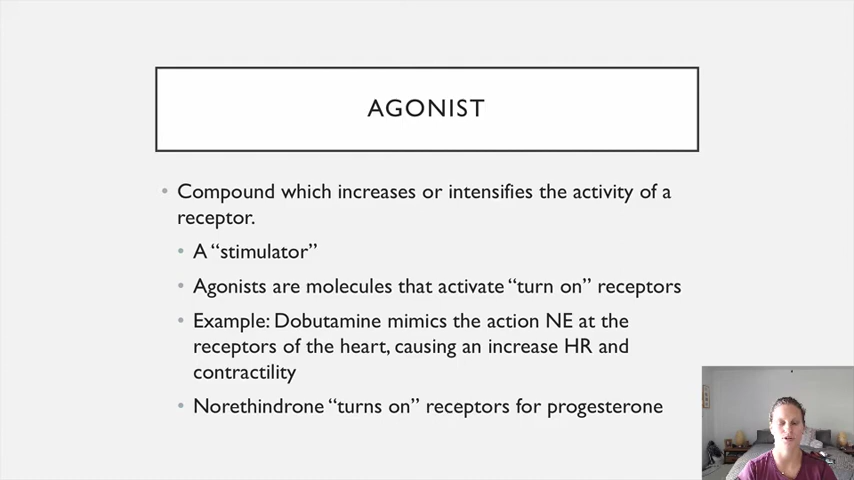 AGONIST
• Compound which increases or intensifies the activity of a
receptor.
• A “stimulator”
• Agonists are molecules that activate “turn on” receptors
• Example: Dobutamine mimics the action NE at the
receptors of the heart, causing an increase HR and
contractility
• Norethindrone “turns on” receptors for progesterone